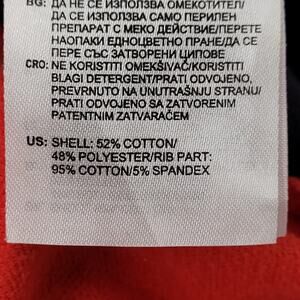 BG: ДА НЕ СЕ ИЗПОЛЗВА ОМЕКОТИТЕЛ/
ДА СЕ ИЗПОЛЗВА САМО ПЕРИЛЕН
ПРЕПАРАТ С МЕКО ДЕЙСТВИЕ/ПЕРЕТЕ
НАОПАКИ ЕДНОЦВЕТНО ПРАНЕ/ДА СЕ
ПЕРЕ СЪС ЗАТВОРЕНИ ЦИПОВЕ
CRO: NE KORISTITI OMEKŠIVAČ/KORISTITI
BLAGI DETERGENT/PRATI ODVOJENO,
PREVRNUTO NA UNUTRAŠNJU STRANU/
PRATI ODVOJENO SA ZATVORENIM
PATENTNIM ZATVARAČEM
US: SHELL: 52% COTTON/
48% POLYESTER/RIB PART:
95% COTTON/5% SPANDEX